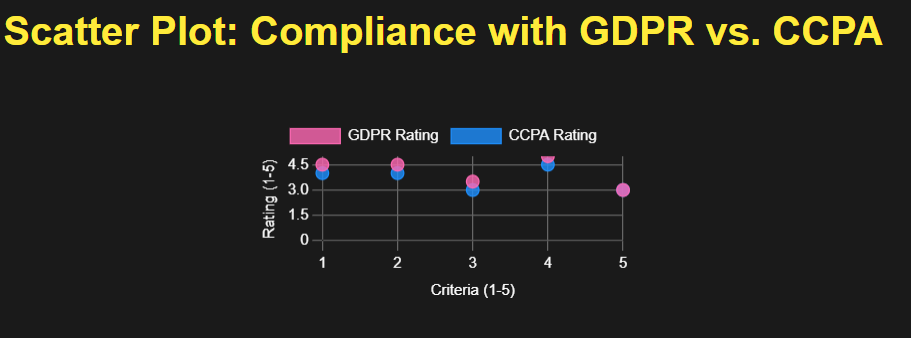 Scatter Plot: Compliance with GDPR vs. CCPA
GDPR Rating CCPA Rating
Rating (1-5)
4.5
3.0
1.5
0
1 2 3 4 5
Criteria (1-5)